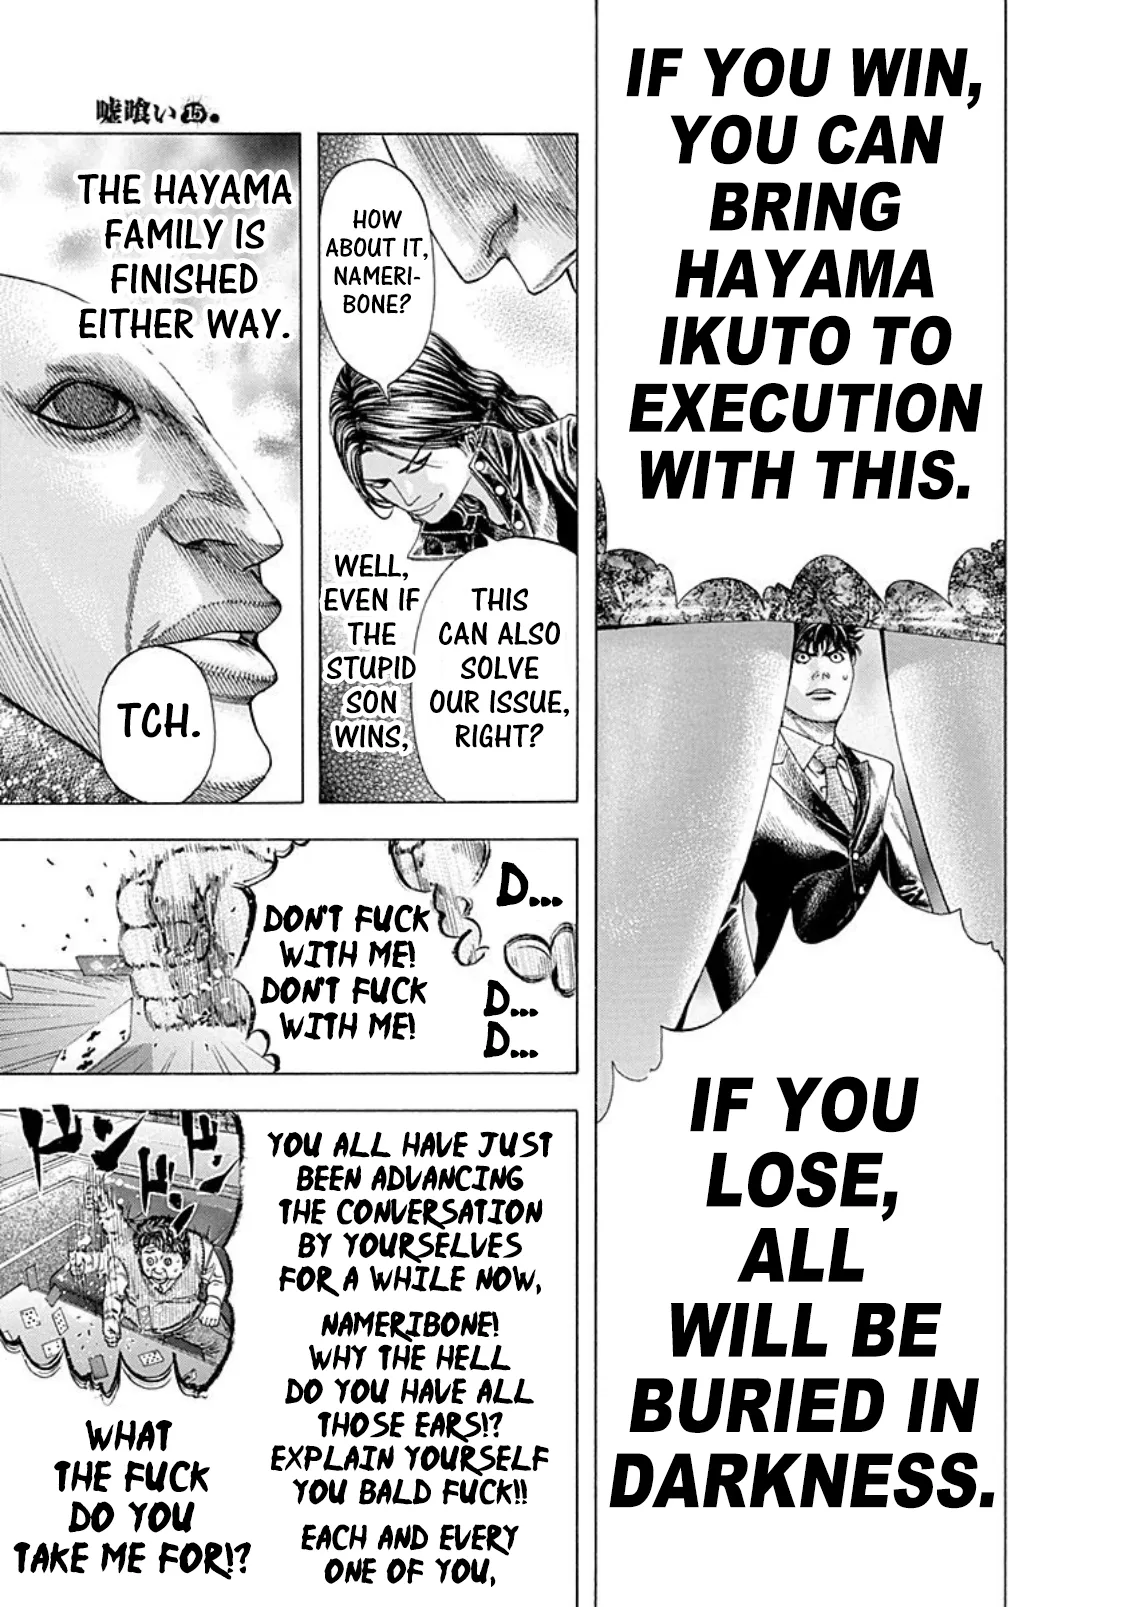 IF YOU WIN,
YOU CAN
BRING
HAYAMA
IKUTO TO
EXECUTION
WITH THIS.
IF YOU
LOSE,
ALL
WILL BE
BURIED IN
DARKNESS.
嘘喰い 15
HOW
ABOUT IT,
NAMERI-
BONE?
THIS
CAN ALSO
SOLVE
OUR ISSUE,
RIGHT?
WELL,
EVEN IF
THE
STUPID
SON
WINS,
THE HAYAMA
FAMILY IS
FINISHED
EITHER WAY.
TCH.
D...
D...
D...
DON'T FUCK
WITH ME!
DON'T FUCK
WITH ME!
YOU ALL HAVE JUST
BEEN ADVANCING
THE CONVERSATION
BY YOURSELVES
FOR A WHILE NOW,
NAMERIBONE!
WHY THE HELL
DO YOU HAVE ALL
THOSE EARS!?
EXPLAIN YOURSELF
YOU BALD FUCK!!
EACH AND EVERY
ONE OF YOU,
ドンドン
WHAT
THE FUCK
DO YOU
TAKE ME FOR!?